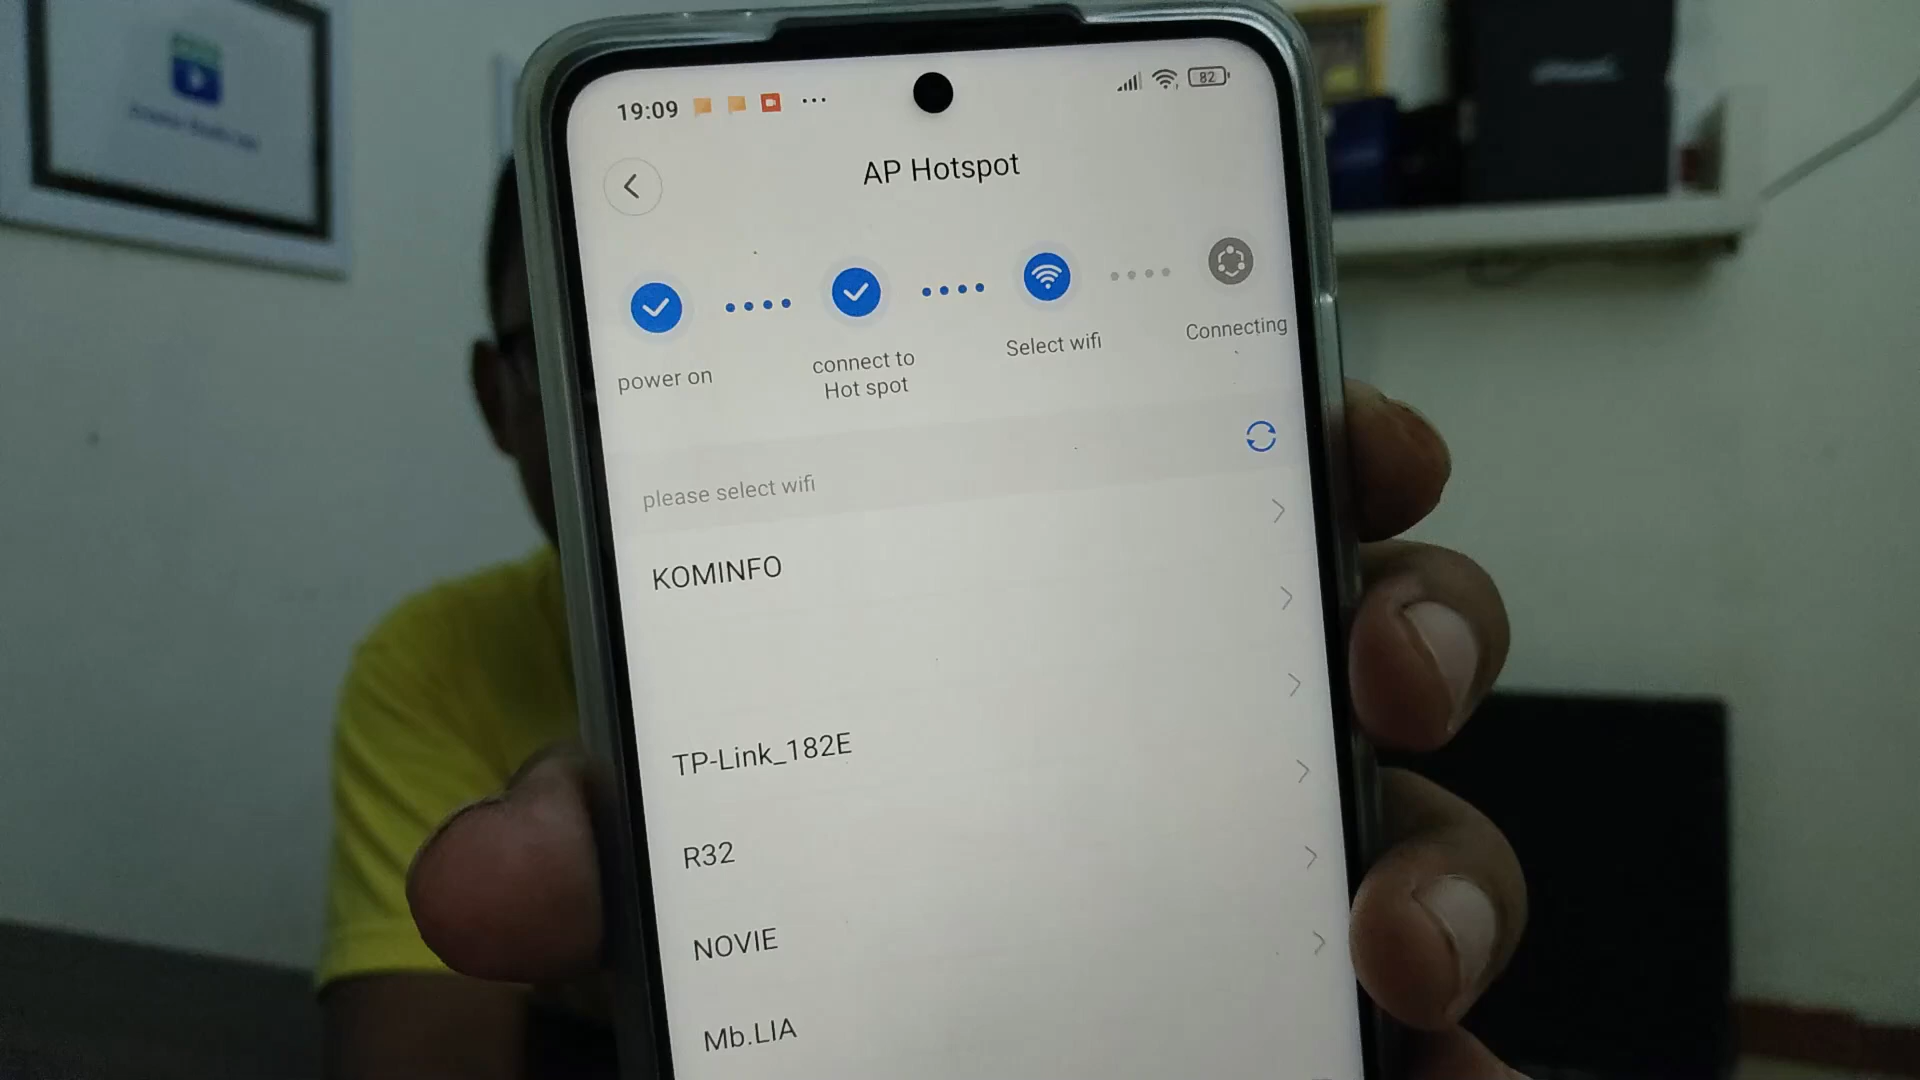 19:09
82
AP Hotspot
power on
connect to
Hot spot
Select wifi
Connecting
please select wifi
KOMINFO
TP-Link_182E
R32
NOVIE
Mb.LIA